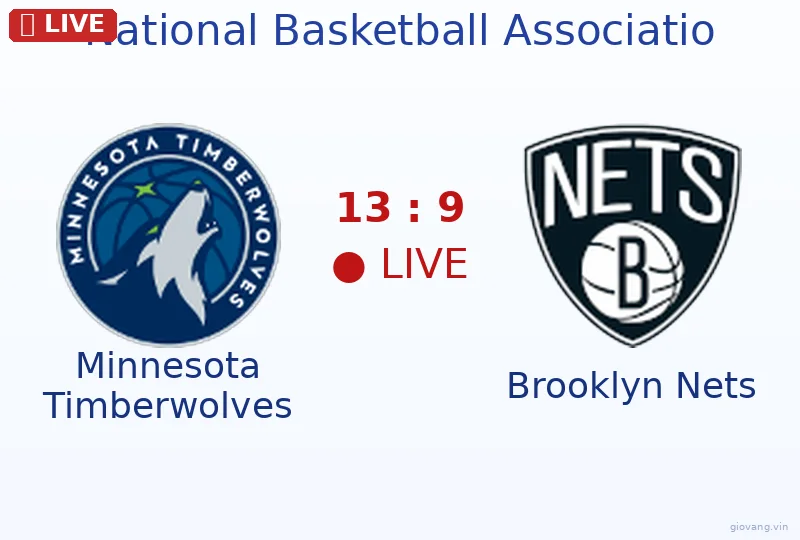 LIVE
National Basketball Associatio
MINNESOTA TIMBERWOLVES
NETS
B
13 : 9
● LIVE
Minnesota
Timberwolves
Brooklyn Nets
giovang.vin